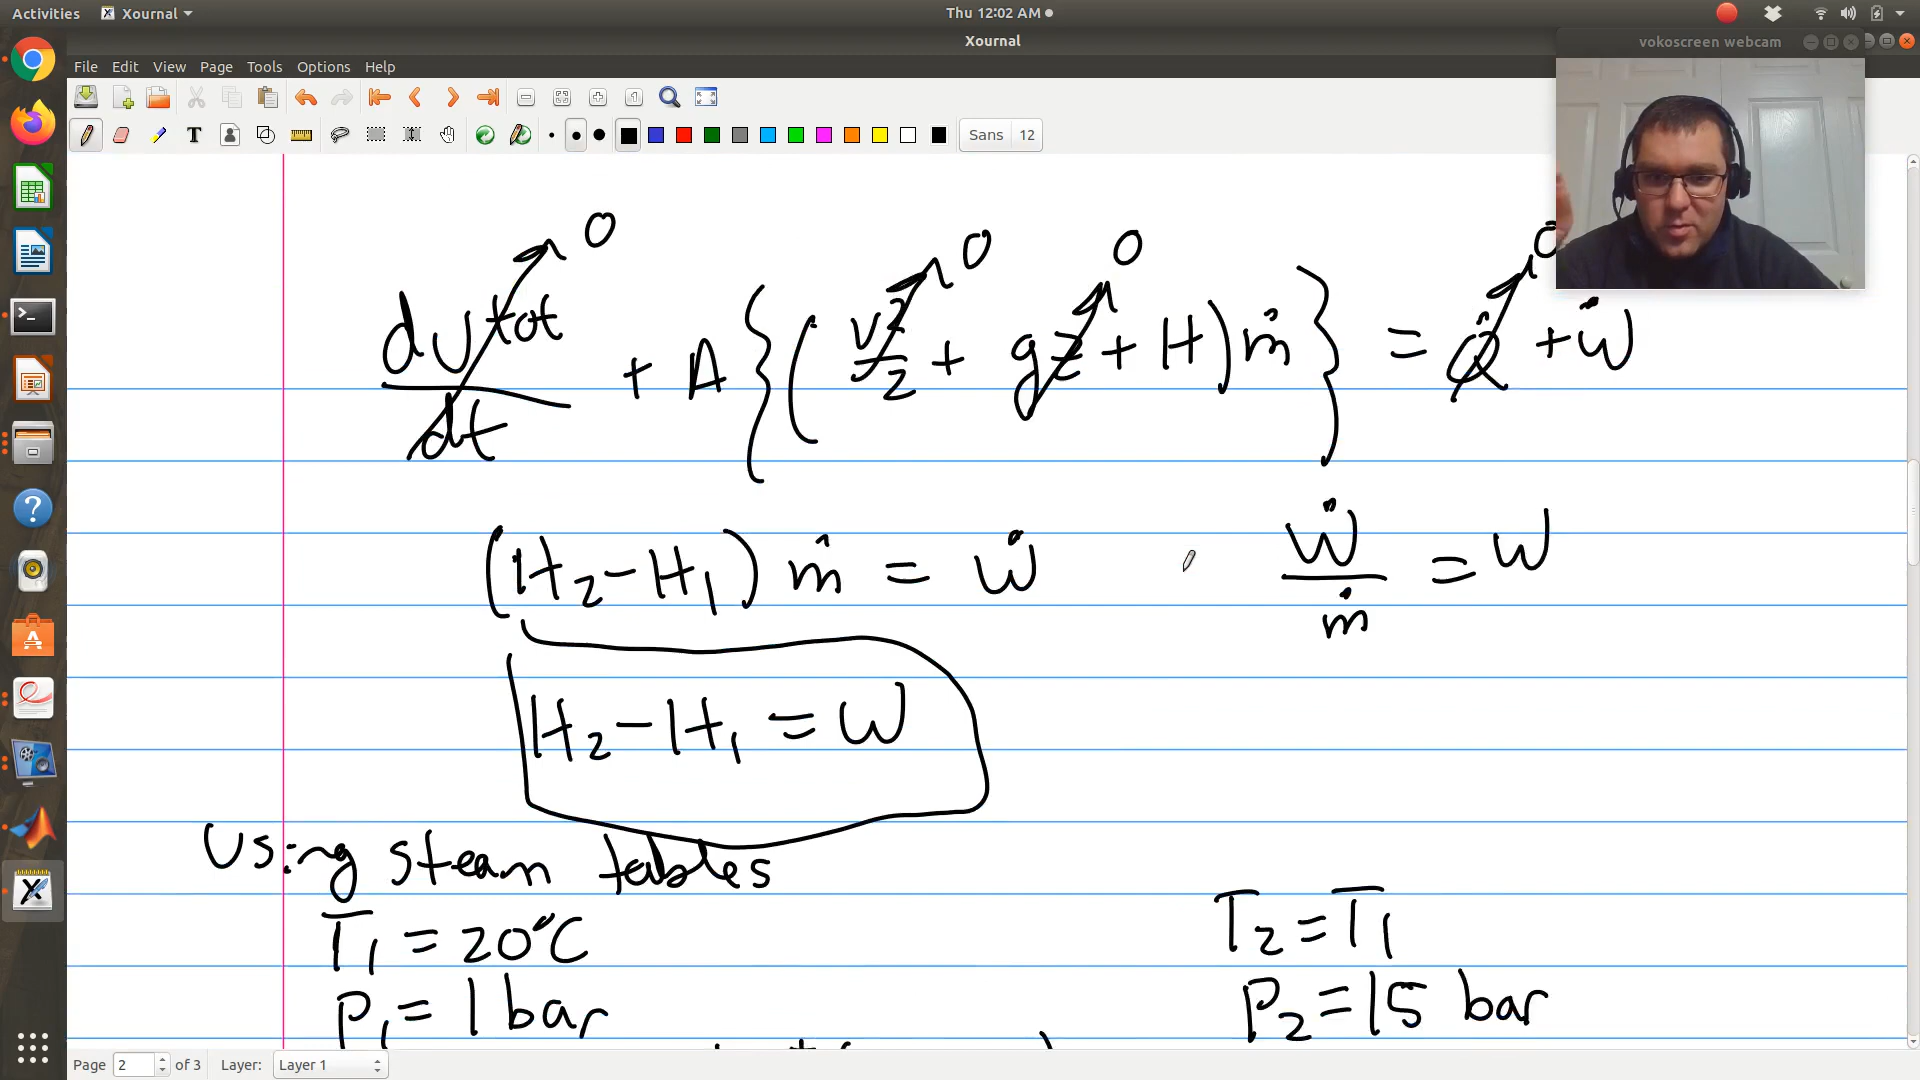 Activities Xournal Thu 12:02 AM
Xournal
vokoscreen webcam
File Edit View Page Tools Options Help
Sans 12
dU^tot/dt → 0 + Δ{(v²/2 → 0 + gz → 0 + H)ṁ} = Q̇ → 0 + Ẇ
(H₂-H₁)ṁ = Ẇ
Ẇ/ṁ = W
H₂-H₁ = W
Using steam tables
T₁ = 20°C
T₂ = T₁
P₁ = 1 bar
P₂ = 15 bar
Page 2 of 3 Layer: Layer 1